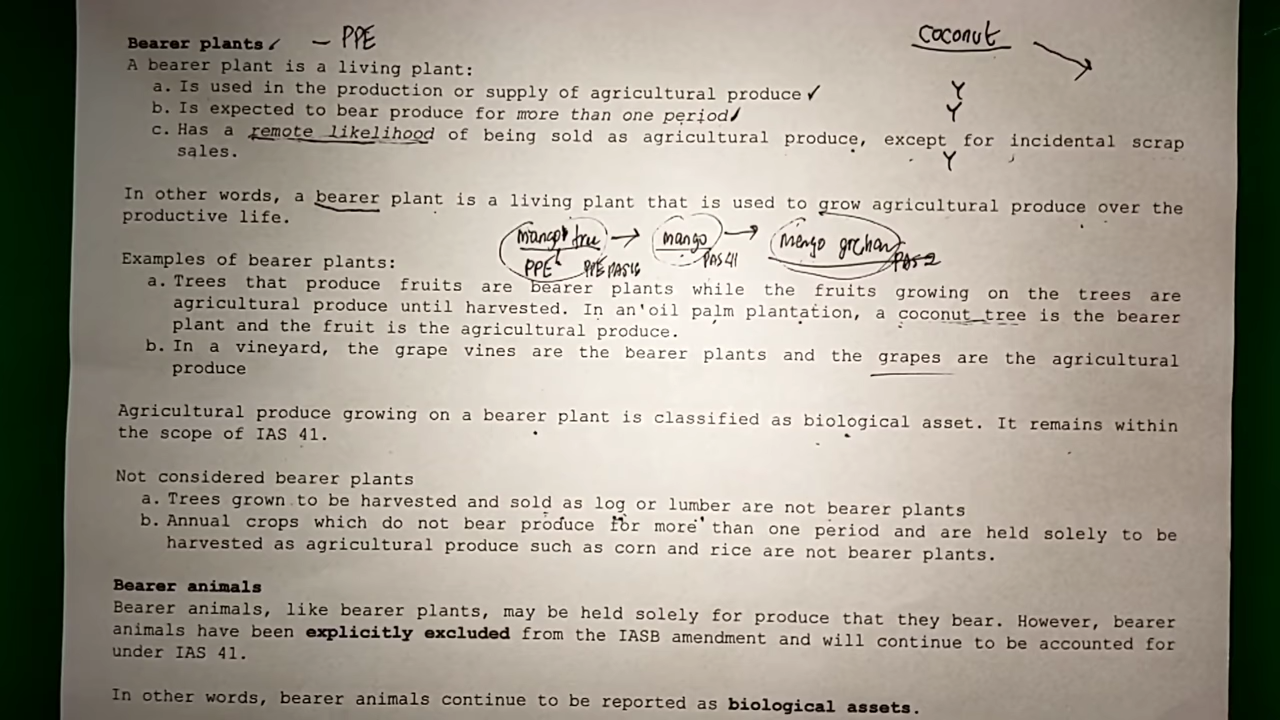 Bearer plants ✓ — PPE
coconut
A bearer plant is a living plant:
a. Is used in the production or supply of agricultural produce ✓ Y
b. Is expected to bear produce for more than one period ✓ Y
c. Has a remote likelihood of being sold as agricultural produce, except for incidental scrap
sales. Y
In other words, a bearer plant is a living plant that is used to grow agricultural produce over the
productive life.
tree → mango → mango
Examples of bearer plants:
PPE PPE PAS16 PAS 41 PAS 2
a. Trees that produce fruits are bearer plants while the fruits growing on the trees are
agricultural produce until harvested. In an oil palm plantation, a coconut tree is the bearer
plant and the fruit is the agricultural produce.
b. In a vineyard, the grape vines are the bearer plants and the grapes are the agricultural
produce
Agricultural produce growing on a bearer plant is classified as biological asset. It remains within
the scope of IAS 41.
Not considered bearer plants
a. Trees grown to be harvested and sold as log or lumber are not bearer plants
b. Annual crops which do not bear produce for more than one period and are held solely to be
harvested as agricultural produce such as corn and rice are not bearer plants.
Bearer animals
Bearer animals, like bearer plants, may be held solely for produce that they bear. However, bearer
animals have been explicitly excluded from the IASB amendment and will continue to be accounted for
under IAS 41.
In other words, bearer animals continue to be reported as biological assets.